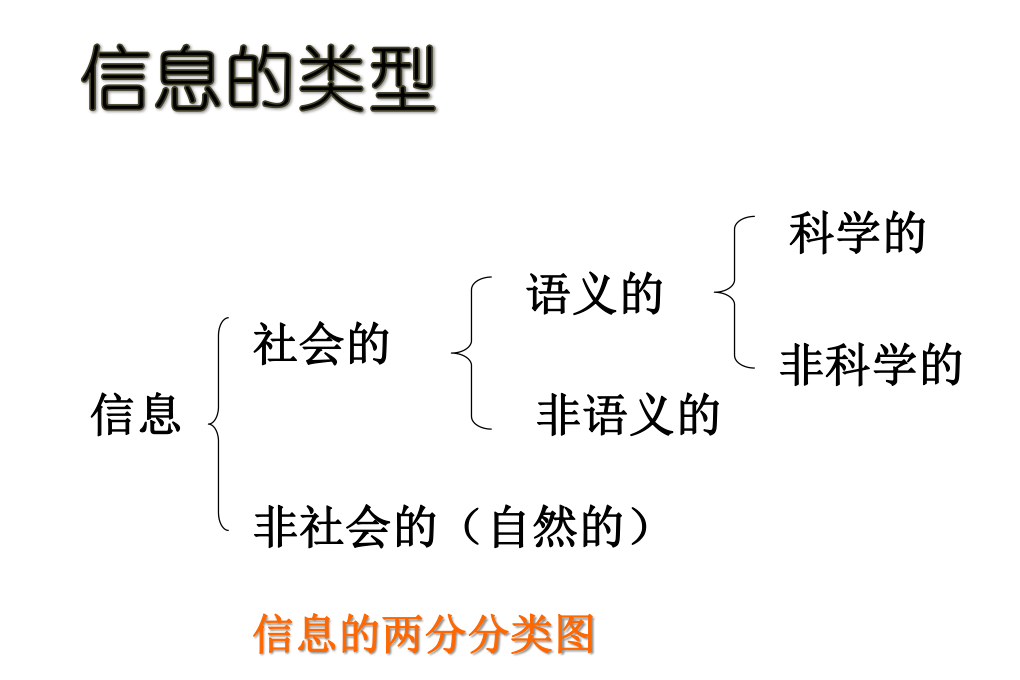 信息的类型
科学的
语义的
社会的
非科学的
信息
非语义的
非社会的（自然的）
信息的两分分类图